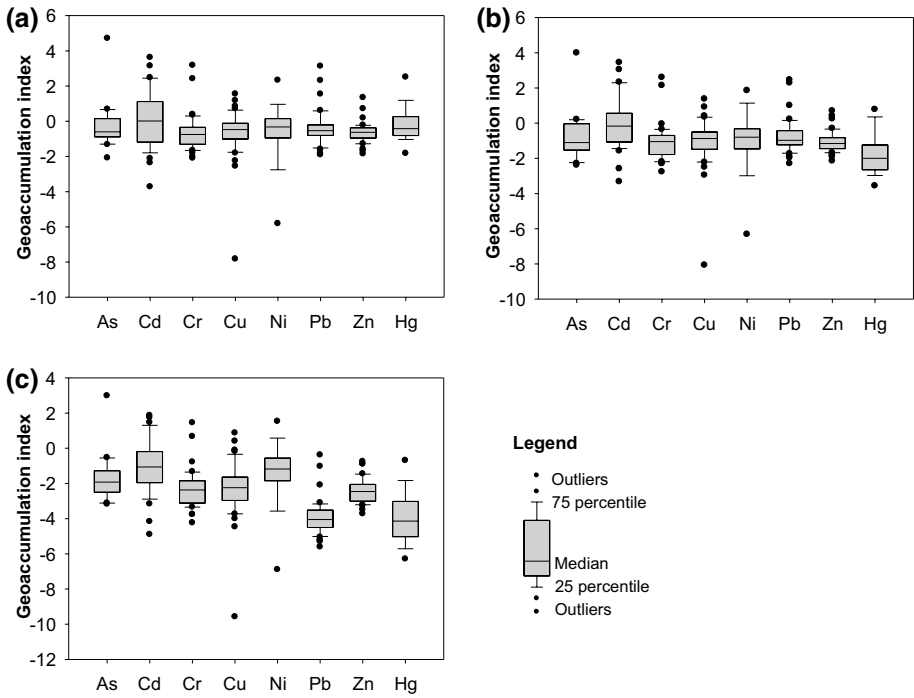 (a)
Geoaccumulation index
6
4
2
0
-2
-4
-6
-8
-10
As Cd Cr Cu Ni Pb Zn Hg
(b)
Geoaccumulation index
6
4
2
0
-2
-4
-6
-8
-10
As Cd Cr Cu Ni Pb Zn Hg
(c)
Geoaccumulation index
4
2
0
-2
-4
-6
-8
-10
-12
As Cd Cr Cu Ni Pb Zn Hg
Legend
Outliers
75 percentile
Median
25 percentile
Outliers